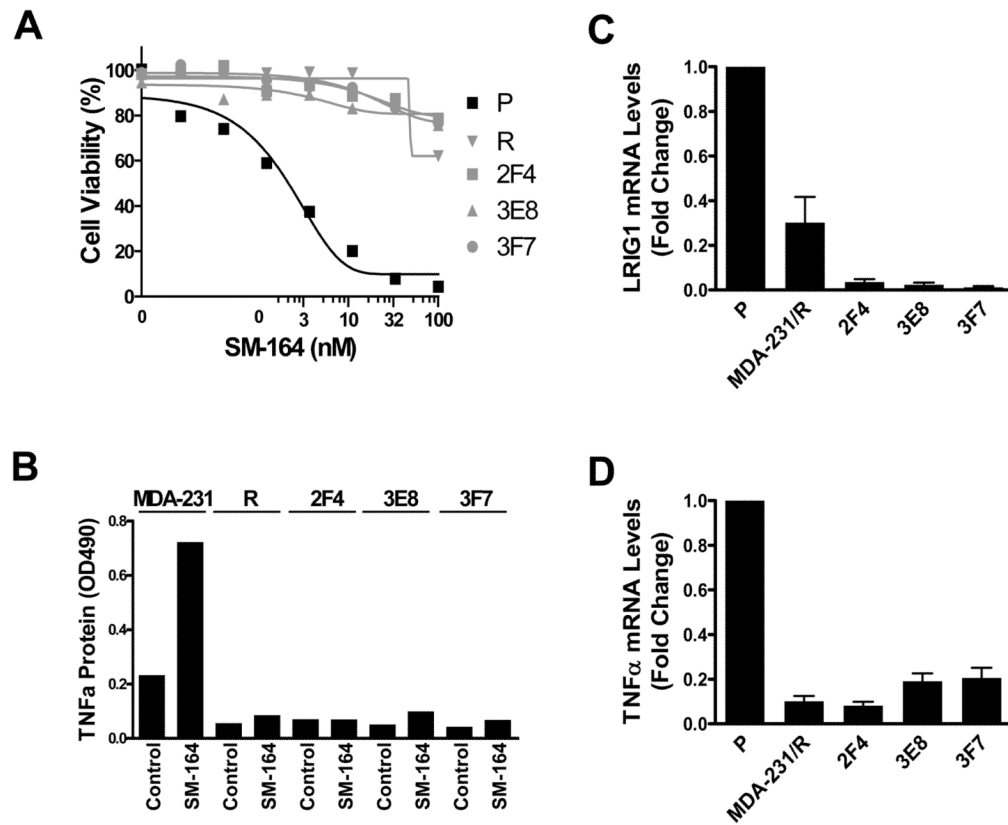 A
100
80
60
40
20
0
Cell Viability (%)
0 0 3 10 32 100
SM-164 (nM)
P
R
2F4
3E8
3F7
B
MDA-231 R 2F4 3E8 3F7
0.8
0.6
0.4
0.2
0.0
TNFa Protein (OD490)
Control
SM-164
Control
SM-164
Control
SM-164
Control
SM-164
Control
SM-164
C
1.0
0.8
0.6
0.4
0.2
0.0
LRIG1 mRNA Levels
(Fold Change)
P
MDA-231/R
2F4
3E8
3F7
D
1.0
0.8
0.6
0.4
0.2
0.0
TNFα mRNA Levels
(Fold Change)
P
MDA-231/R
2F4
3E8
3F7